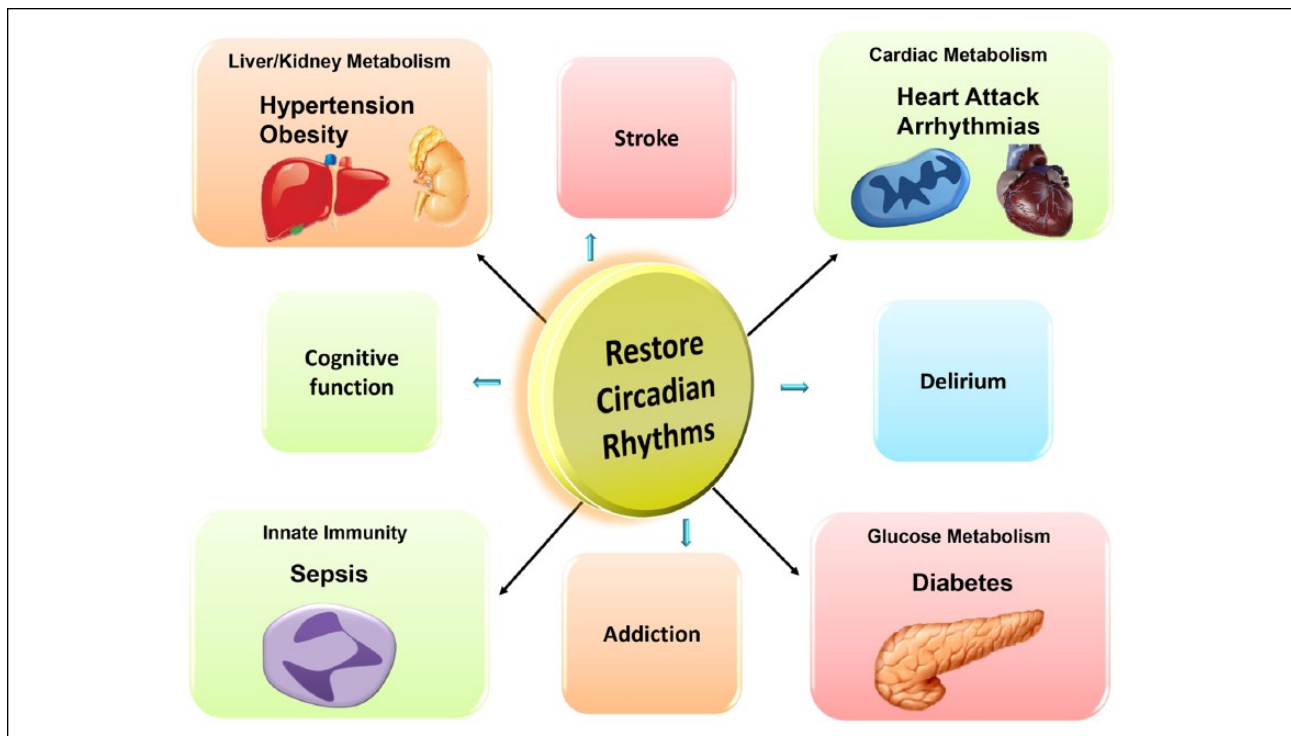 Liver/Kidney Metabolism
Hypertension
Obesity
Stroke
Cardiac Metabolism
Heart Attack
Arrhythmias
Cognitive
function
Restore
Circadian
Rhythms
Delirium
Innate Immunity
Sepsis
Addiction
Glucose Metabolism
Diabetes